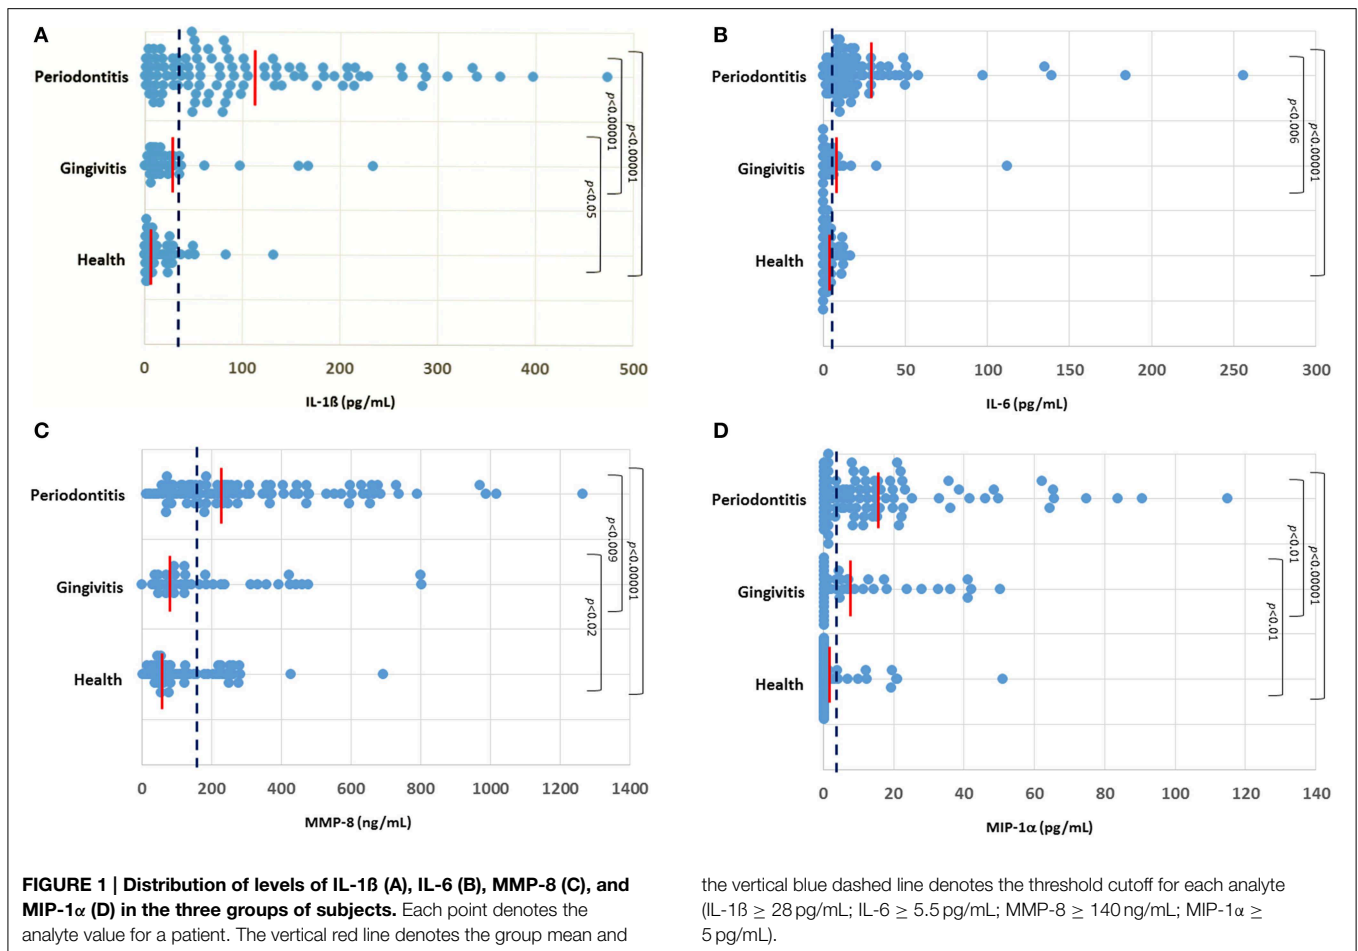 A
Periodontitis
Gingivitis
Health
p<0.00001
p<0.00001
p<0.05
0 100 200 300 400 500
IL-1ß (pg/mL)
B
Periodontitis
Gingivitis
Health
p<0.006
p<0.00001
0 50 100 150 200 250 300
IL-6 (pg/mL)
C
Periodontitis
Gingivitis
Health
p<0.009
p<0.00001
p<0.02
0 200 400 600 800 1000 1200 1400
MMP-8 (ng/mL)
D
Periodontitis
Gingivitis
Health
p<0.01
p<0.00001
p<0.01
0 20 40 60 80 100 120 140
MIP-1α (pg/mL)
FIGURE 1 | Distribution of levels of IL-1ß (A), IL-6 (B), MMP-8 (C), and
MIP-1α (D) in the three groups of subjects. Each point denotes the
analyte value for a patient. The vertical red line denotes the group mean and
the vertical blue dashed line denotes the threshold cutoff for each analyte
(IL-1ß ≥ 28 pg/mL; IL-6 ≥ 5.5 pg/mL; MMP-8 ≥ 140 ng/mL; MIP-1α ≥
5 pg/mL).